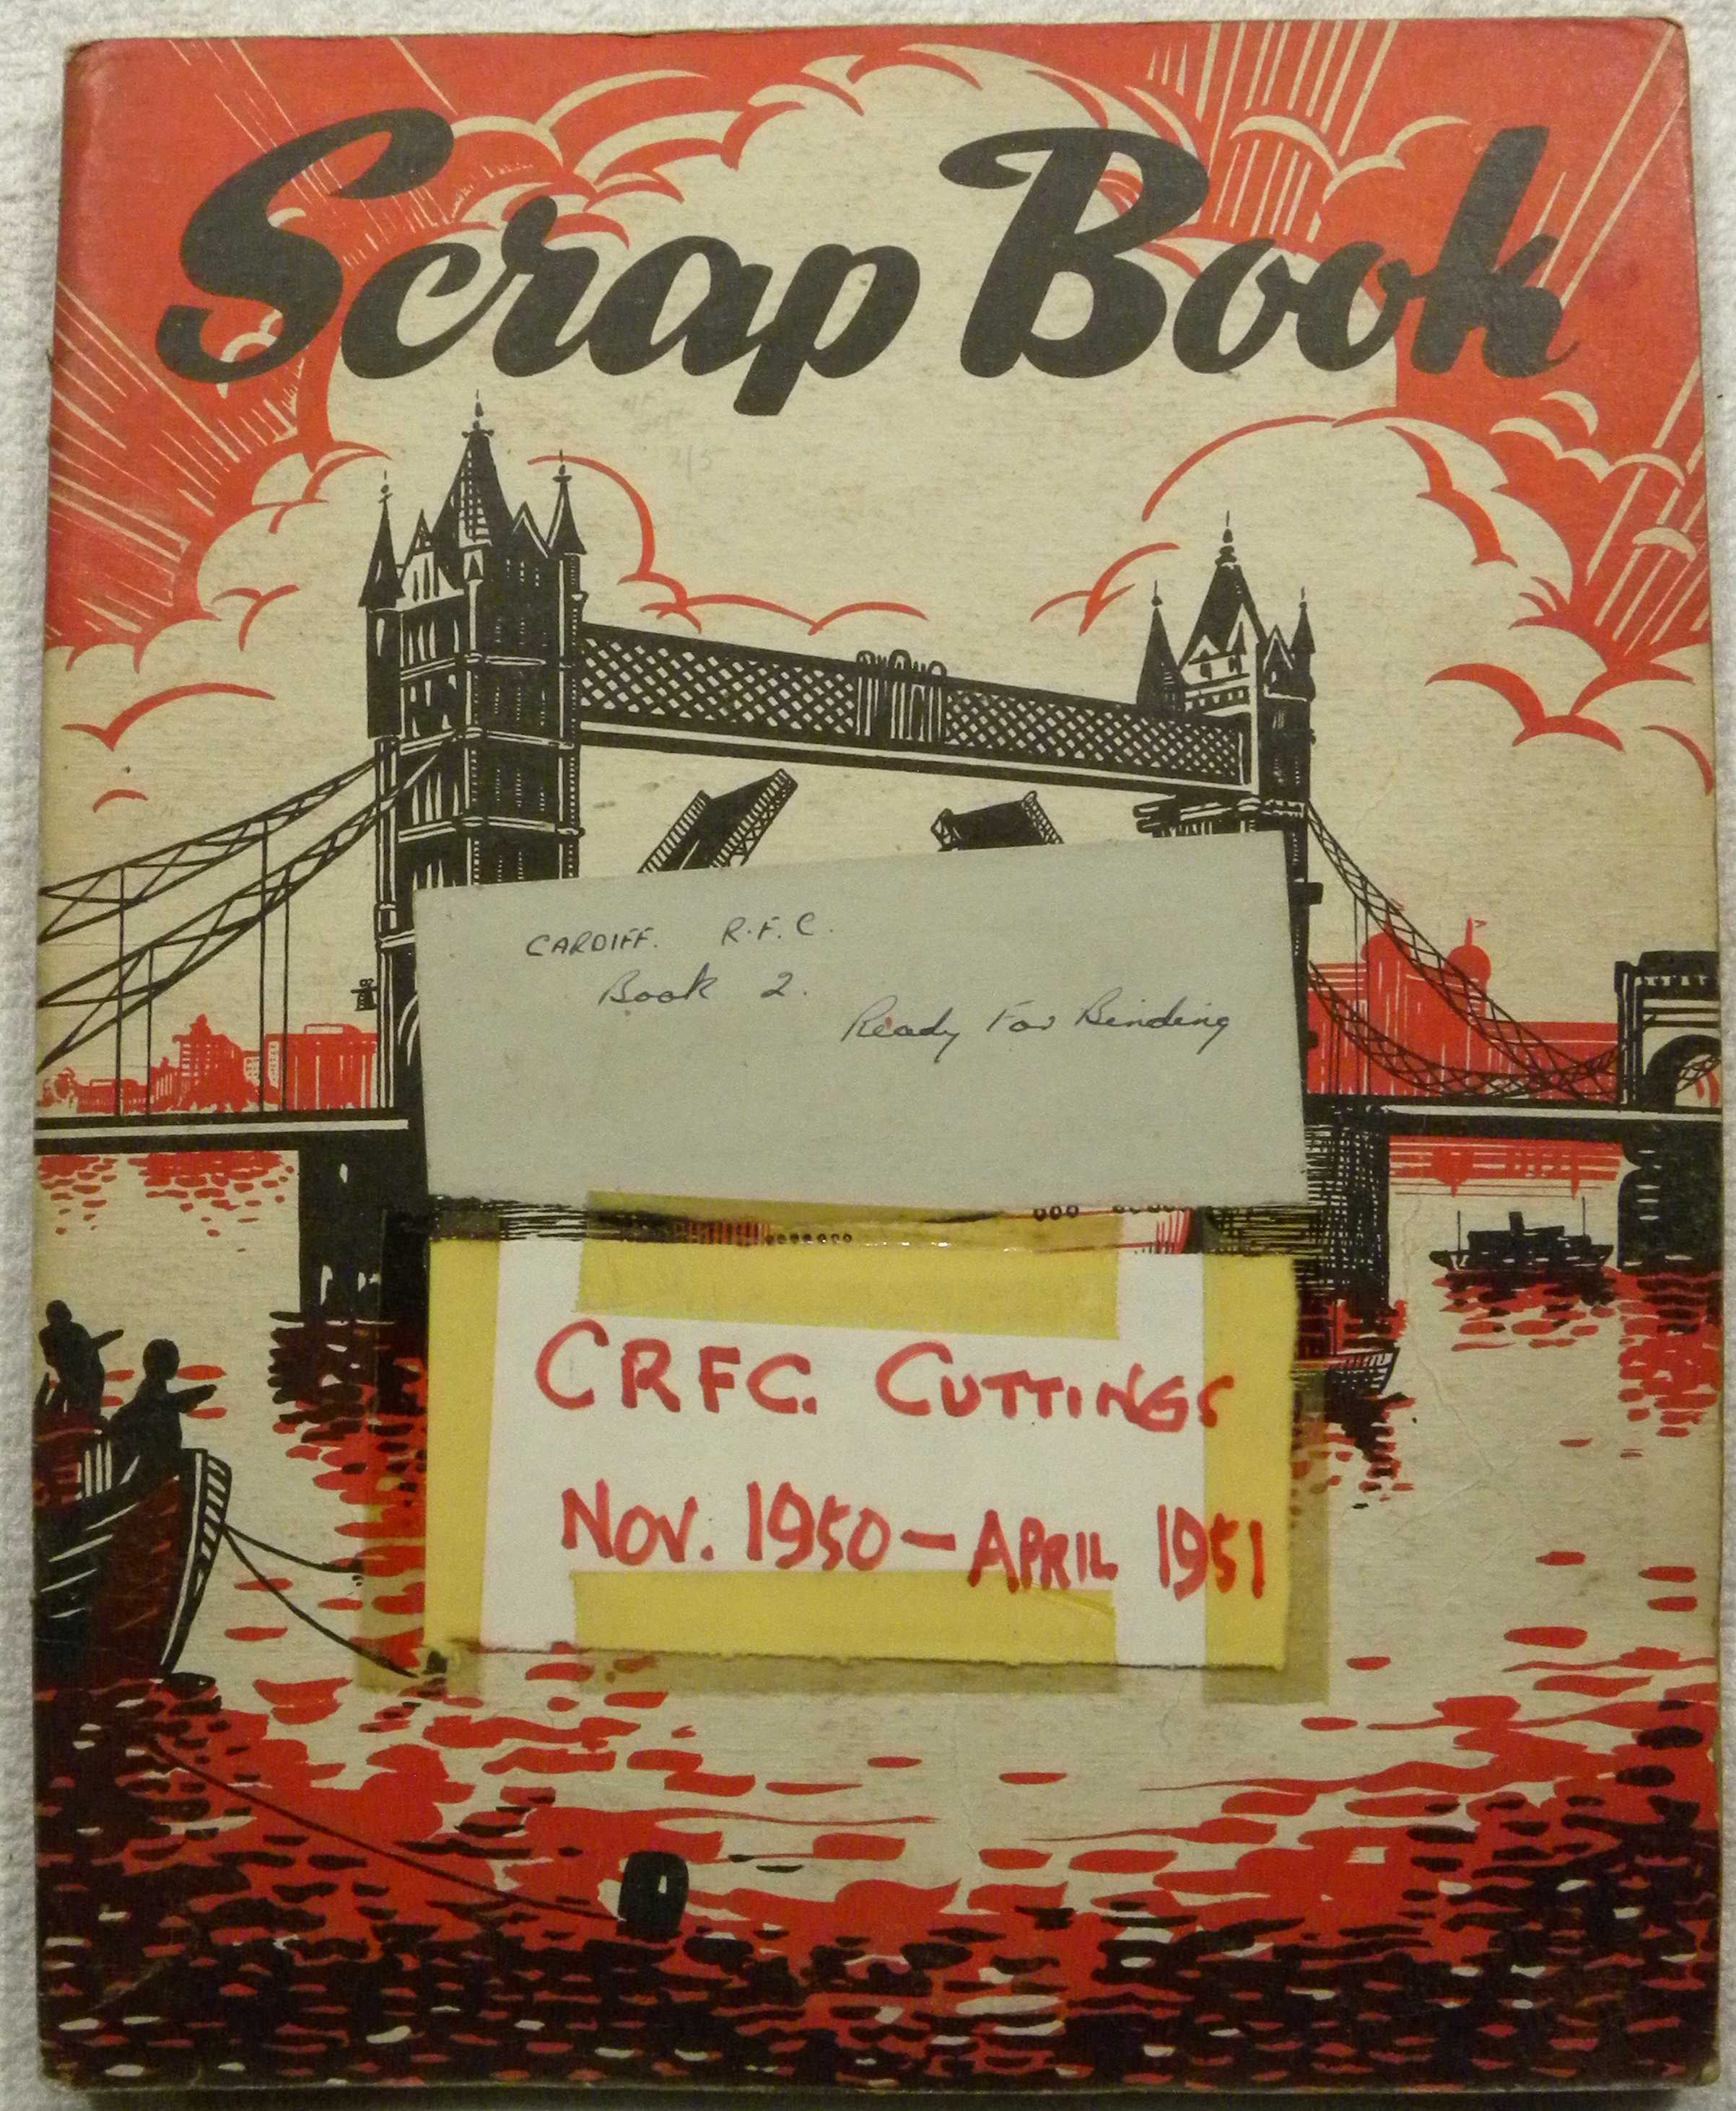 Scrap Book
CARDIFF. R.F.C.
Book 2.
Ready For Binding
CRFC. CUTTINGS
NOV. 1950 – APRIL 1951